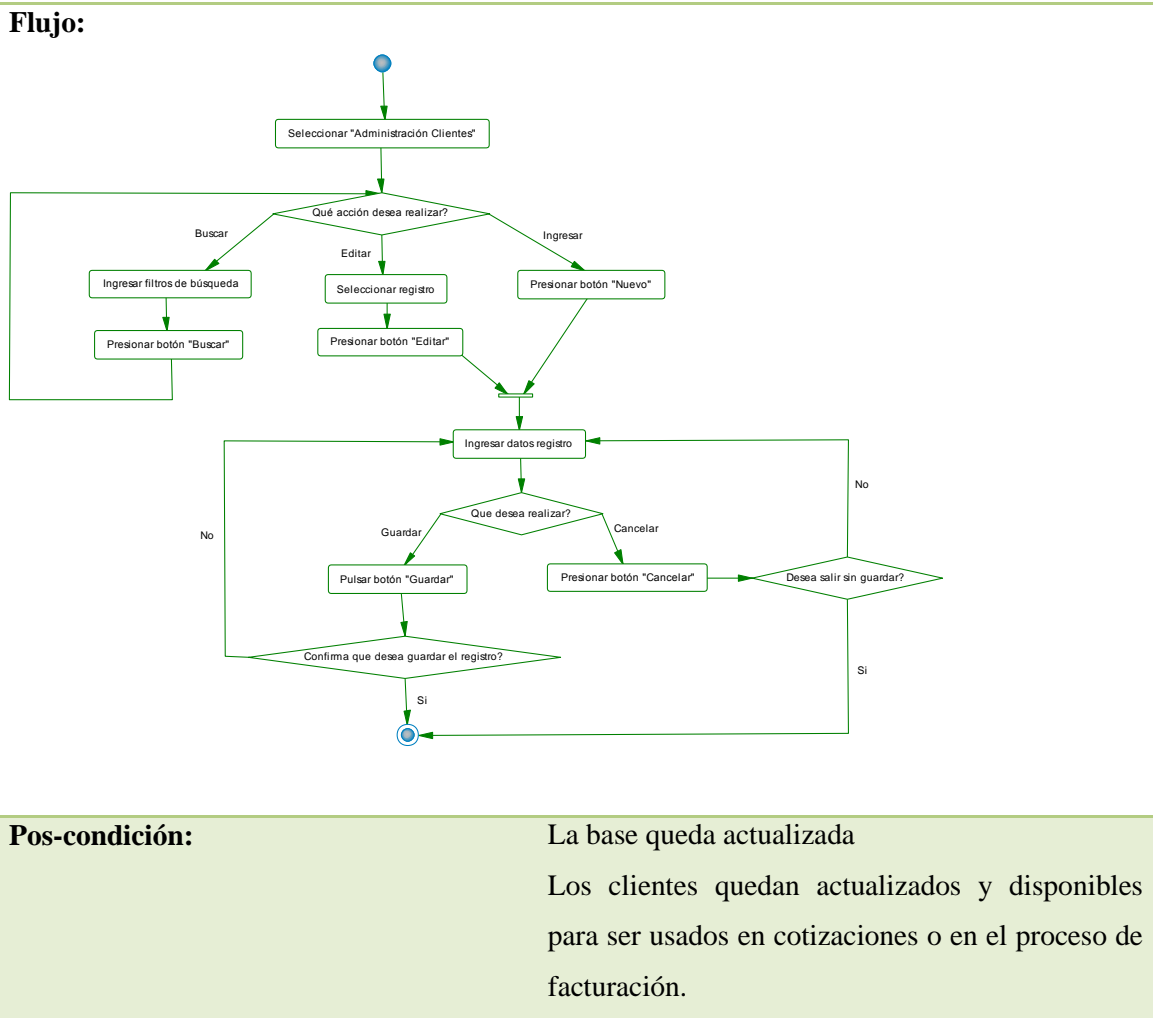 Flujo:
Seleccionar "Administración Clientes"
Qué acción desea realizar?
Buscar
Ingresar
Editar
Ingresar filtros de búsqueda
Seleccionar registro
Presionar botón "Nuevo"
Presionar botón "Buscar"
Presionar botón "Editar"
Ingresar datos registro
No
Que desea realizar?
Guardar
Cancelar
No
Pulsar botón "Guardar"
Presionar botón "Cancelar"
Desea salir sin guardar?
Confirma que desea guardar el registro?
Si
Si
Pos-condición:
La base queda actualizada
Los clientes quedan actualizados y disponibles
para ser usados en cotizaciones o en el proceso de
facturación.